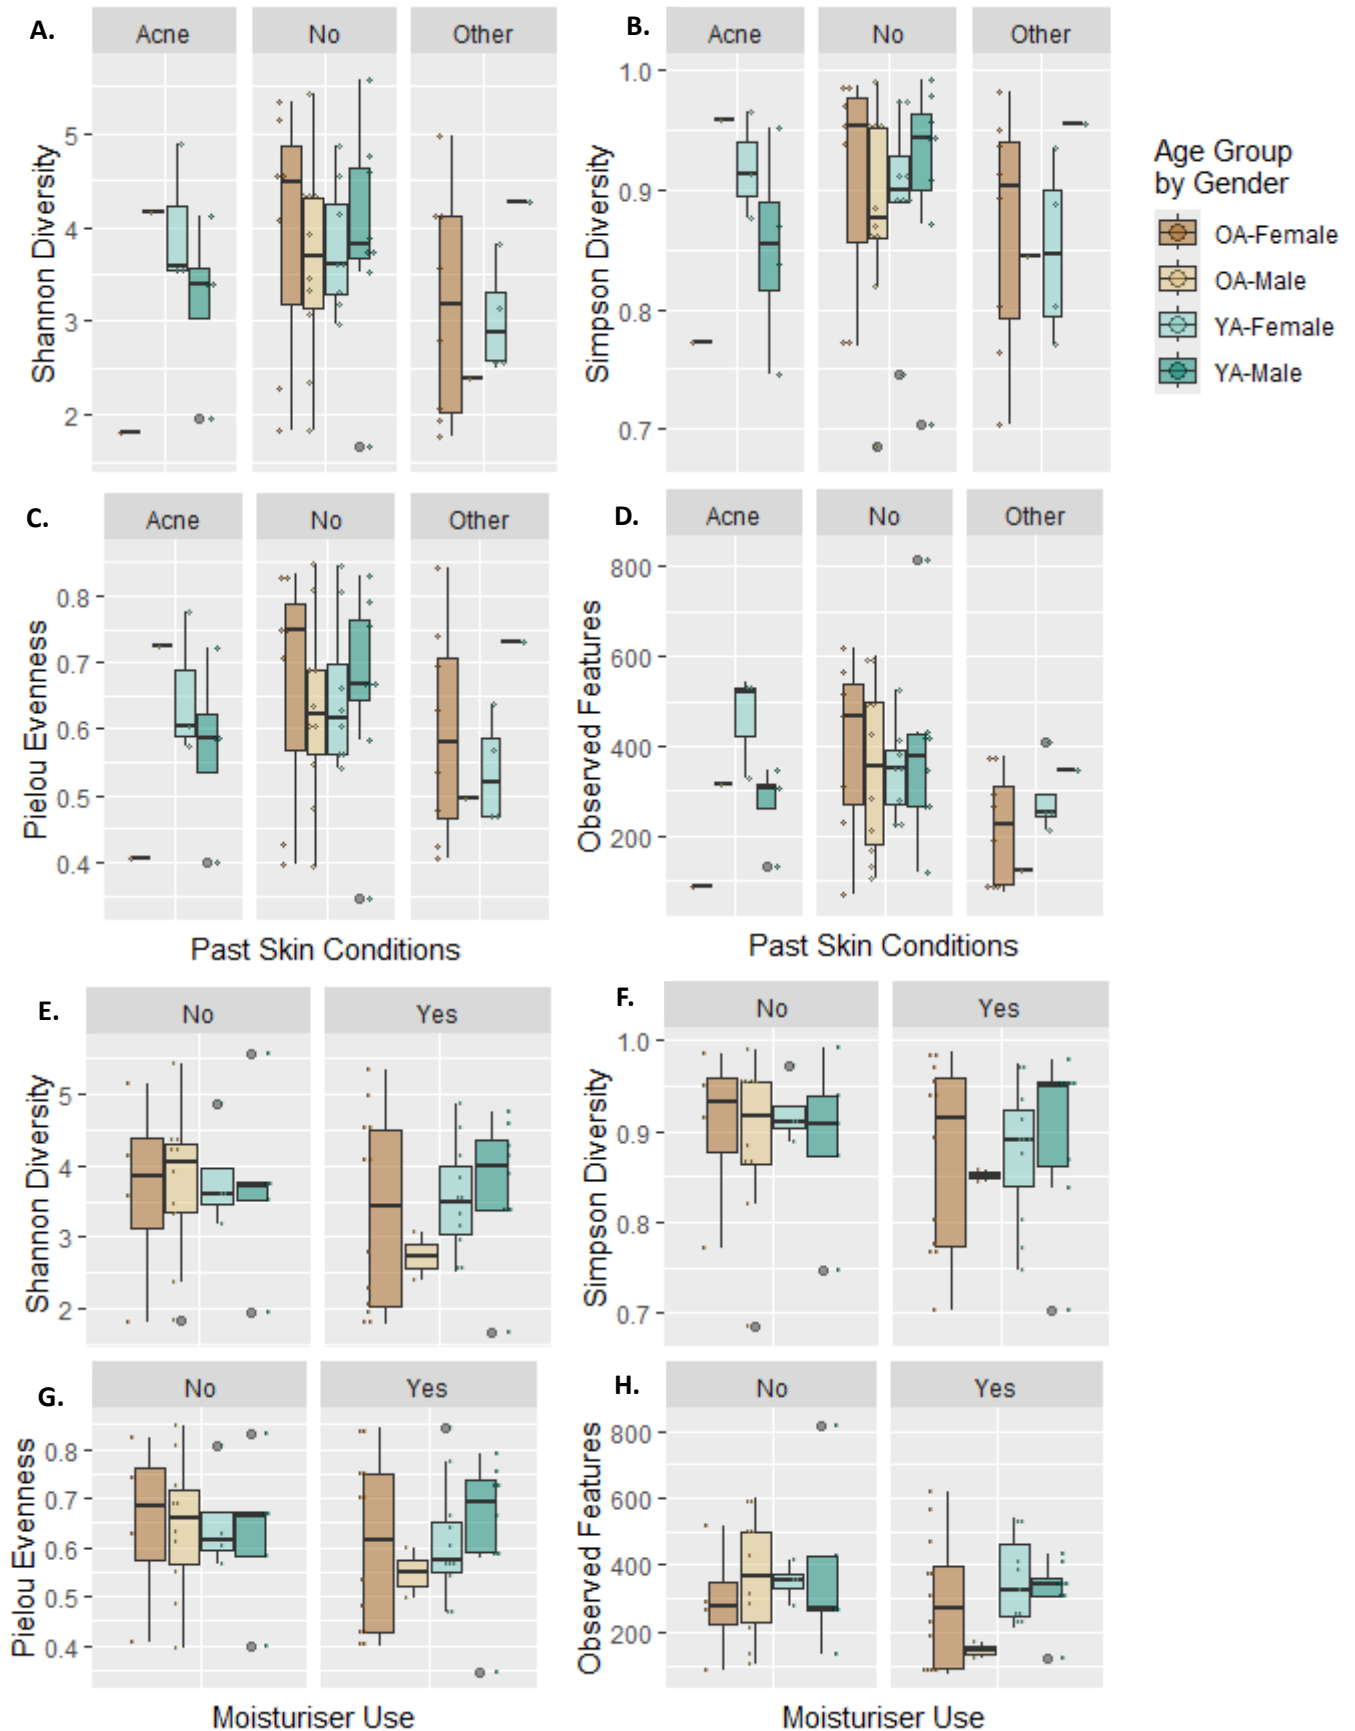 A.
Acne No Other
Shannon Diversity
5
4
3
2
B.
Acne No Other
Simpson Diversity
1.0
0.9
0.8
0.7
Age Group
by Gender
OA-Female
OA-Male
YA-Female
YA-Male
C.
Acne No Other
Pielou Evenness
0.8
0.7
0.6
0.5
0.4
Past Skin Conditions
D.
Acne No Other
Observed Features
800
600
400
200
Past Skin Conditions
E.
No Yes
Shannon Diversity
5
4
3
2
F.
No Yes
Simpson Diversity
1.0
0.9
0.8
0.7
G.
No Yes
Pielou Evenness
0.8
0.7
0.6
0.5
0.4
Moisturiser Use
H.
No Yes
Observed Features
800
600
400
200
Moisturiser Use